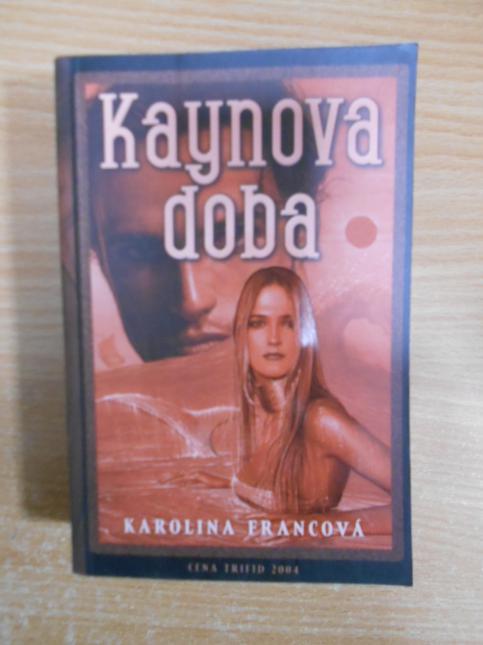 Kaynova
doba
KAROLINA FRANCOVÁ
CENA TRIFID 2004